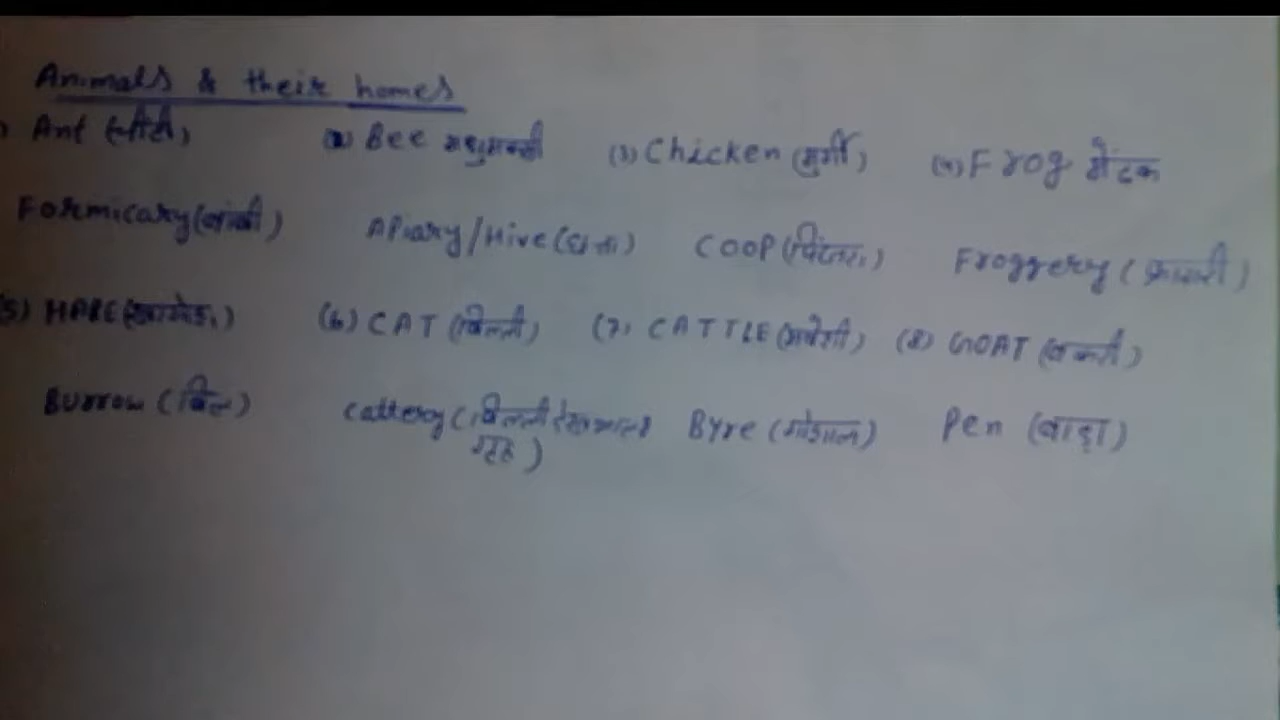 Animals & their homes
Ant (चींटी) (2) Bee मधुमक्खी (3) Chicken (मुर्गी) (4) Frog मेंढक
Formicary (बांबी) Apiary/Hive (छत्ता) COOP (पिंजरा) Froggery (
(5) HARE ( (6) CAT (बिल्ली) (7) CATTLE (मवेशी) (8) GOAT (बकरी)
Burrow (बिल) Cattery (बिल्ली देखभाल Byre (गोशाला) Pen (बाड़ा)
गृह)